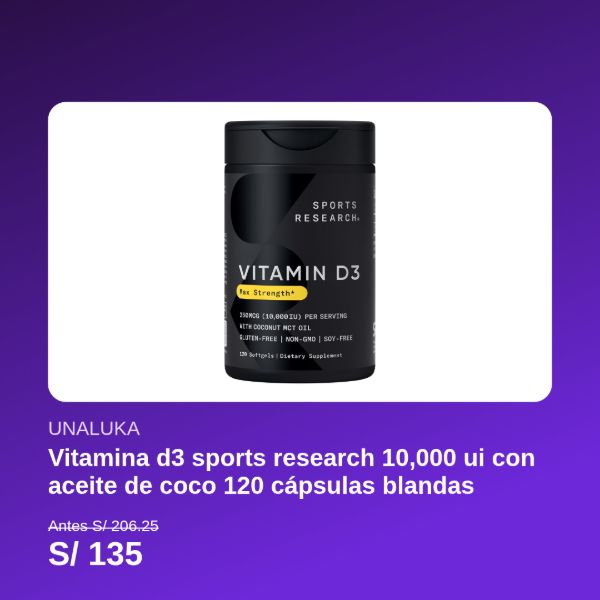 SPORTS
RESEARCH®
VITAMIN D3
Max Strength*
250MCG (10,000IU) PER SERVING
WITH COCONUT MCT OIL
GLUTEN-FREE | NON-GMO | SOY-FREE
120 Softgels | Dietary Supplement
UNALUKA
Vitamina d3 sports research 10,000 ui con
aceite de coco 120 cápsulas blandas
Antes S/ 206.25
S/ 135